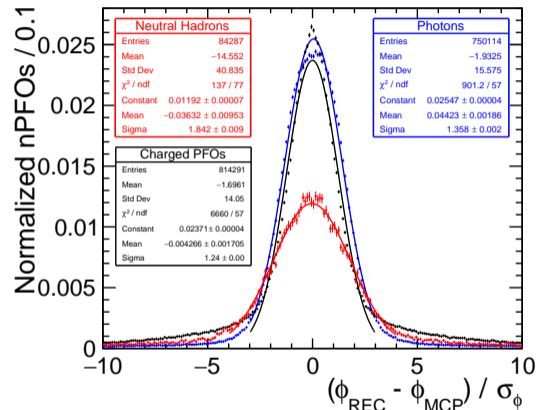 Normalized nPFOs / 0.1
0.025
0.02
0.015
0.01
0.005
0
Neutral Hadrons
Entries 84287
Mean −14.552
Std Dev 40.835
χ² / ndf 137 / 77
Constant 0.01192 ± 0.00007
Mean −0.03632 ± 0.00953
Sigma 1.842 ± 0.009
Photons
Entries 750114
Mean −1.9325
Std Dev 15.575
χ² / ndf 901.2 / 57
Constant 0.02547 ± 0.00004
Mean 0.04423 ± 0.00186
Sigma 1.358 ± 0.002
Charged PFOs
Entries 814291
Mean −1.6961
Std Dev 14.05
χ² / ndf 6660 / 57
Constant 0.02371 ± 0.00004
Mean −0.004266 ± 0.001705
Sigma 1.24 ± 0.00
−10 −5 0 5 10
(ϕ_REC - ϕ_MCP) / σ_ϕ